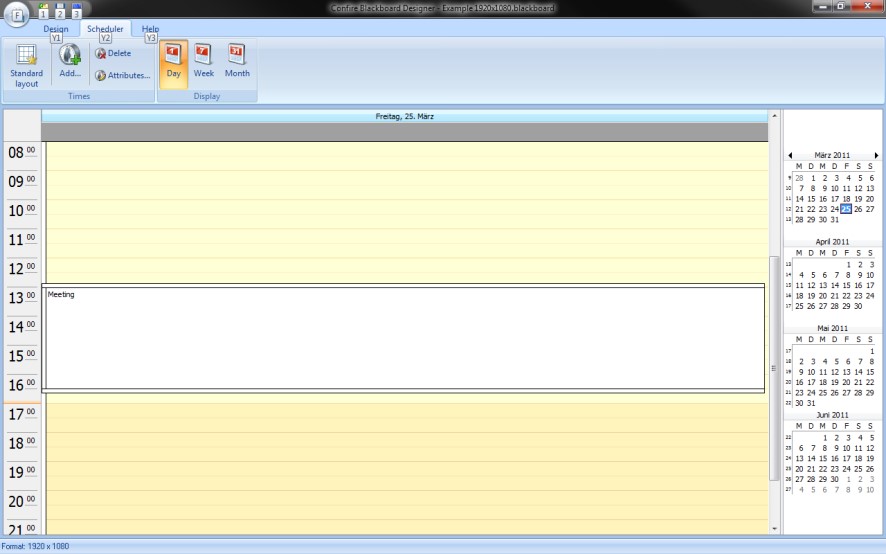 Confire Blackboard Designer - Example.1920x1080.blackboard
F
1 2 3
Design Scheduler Help
Y1 Y2 Y3
Standard layout
Add...
Delete
Attributes...
Times
Day Week Month
Display
Freitag, 25. März
08 00
09 00
10 00
11 00
12 00
13 00
Meeting
14 00
15 00
16 00
17 00
18 00
19 00
20 00
21 00
März 2011
M D M D F S S
9 28 1 2 3 4 5 6
10 7 8 9 10 11 12 13
11 14 15 16 17 18 19 20
12 21 22 23 24 25 26 27
13 28 29 30 31
April 2011
M D M D F S S
13 1 2 3
14 4 5 6 7 8 9 10
15 11 12 13 14 15 16 17
16 18 19 20 21 22 23 24
17 25 26 27 28 29 30
Mai 2011
M D M D F S S
17 1
18 2 3 4 5 6 7 8
19 9 10 11 12 13 14 15
20 16 17 18 19 20 21 22
21 23 24 25 26 27 28 29
22 30 31
Juni 2011
M D M D F S S
22 1 2 3 4 5
23 6 7 8 9 10 11 12
24 13 14 15 16 17 18 19
25 20 21 22 23 24 25 26
26 27 28 29 30 1 2 3
27 4 5 6 7 8 9 10
Format: 1920 x 1080